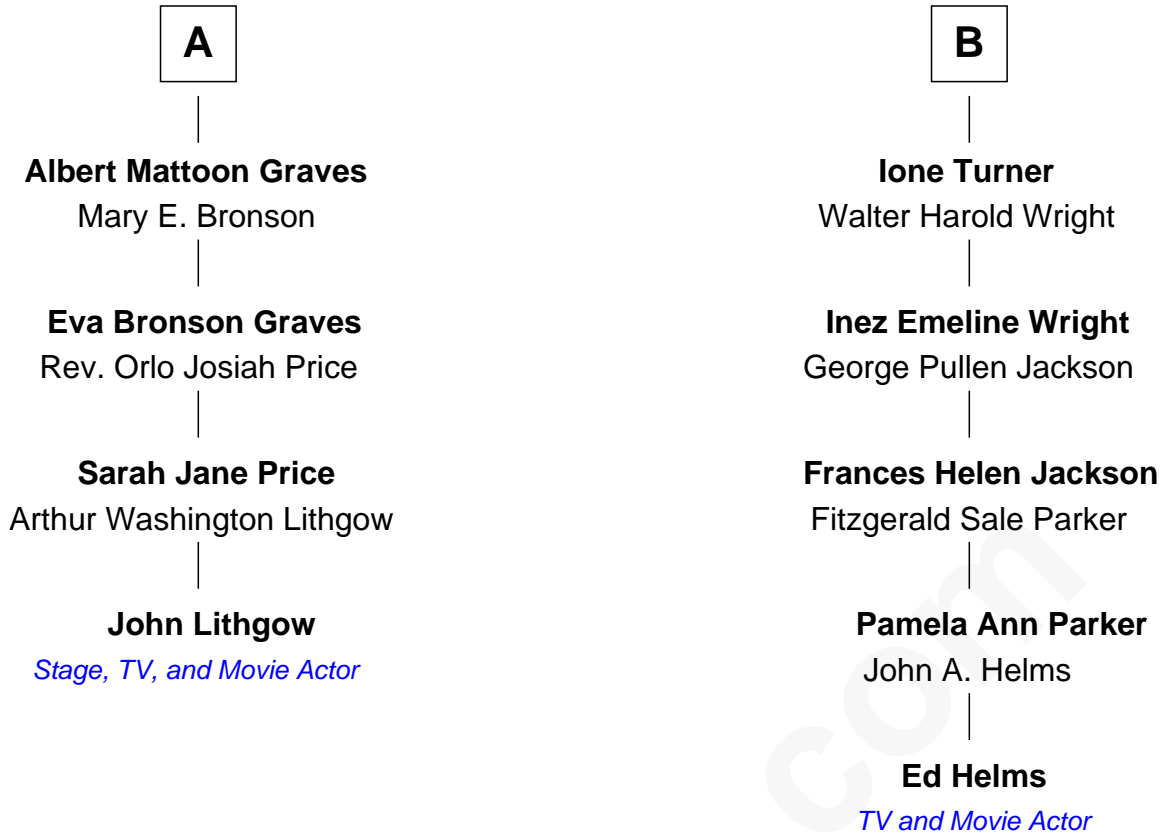 A
Albert Mattoon Graves
Mary E. Bronson
Eva Bronson Graves
Rev. Orlo Josiah Price
Sarah Jane Price
Arthur Washington Lithgow
John Lithgow
Stage, TV, and Movie Actor
B
Ione Turner
Walter Harold Wright
Inez Emeline Wright
George Pullen Jackson
Frances Helen Jackson
Fitzgerald Sale Parker
Pamela Ann Parker
John A. Helms
Ed Helms
TV and Movie Actor
com